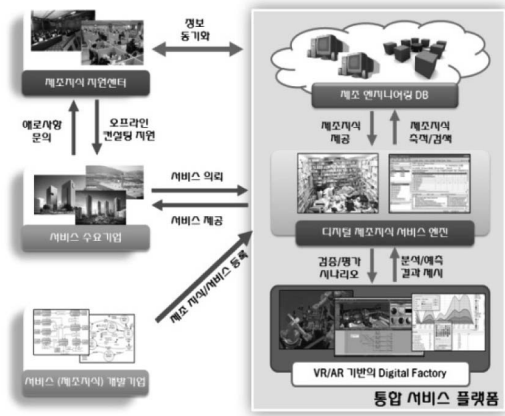 정보
동기화
제조지식 지원센터
제조 엔지니어링 DB
애로사항
문의
오프라인
컨설팅 지원
제조지식
제공
제조지식
축적/검색
서비스 의뢰
서비스 제공
서비스 수요기업
디지털 제조지식 서비스 엔진
제조 지식/서비스 등록
검증/평가
시나리오
분석/예측
결과 제시
서비스 (제조지식) 개발기업
VR/AR 기반의 Digital Factory
통합 서비스 플랫폼